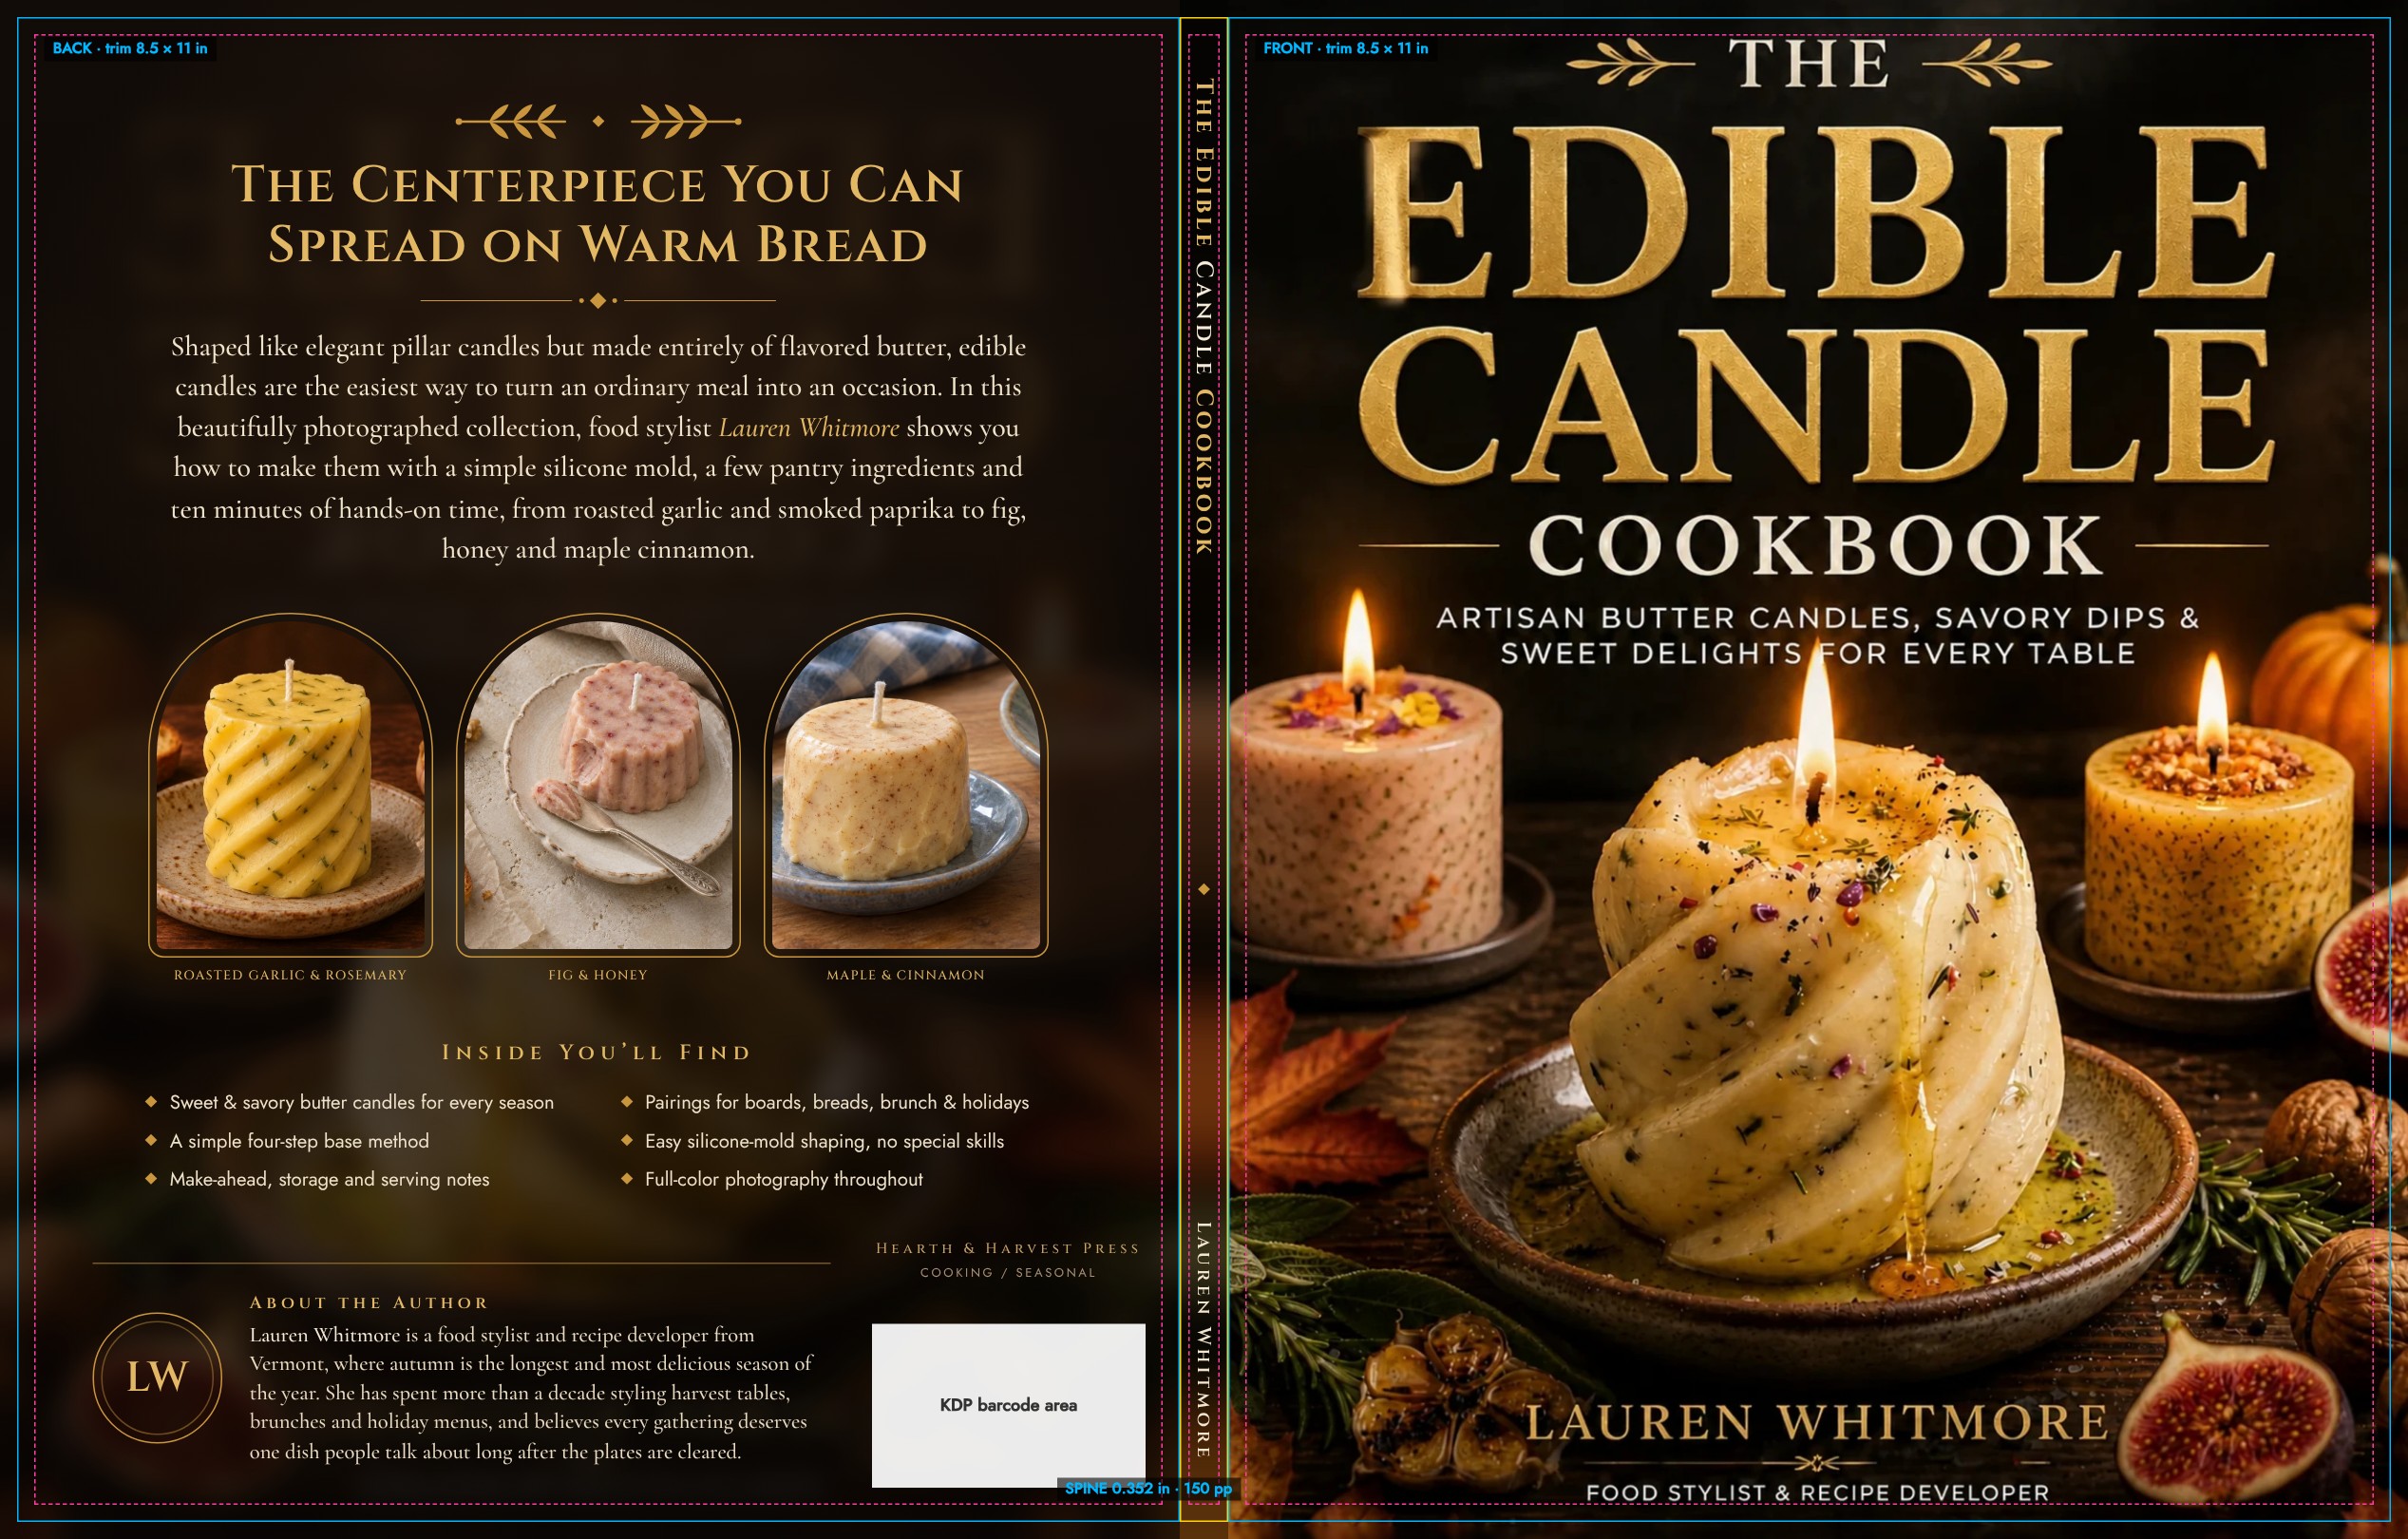 BACK · trim 8.5 × 11 in
The Centerpiece You Can
Spread on Warm Bread
Shaped like elegant pillar candles but made entirely of flavored butter, edible
candles are the easiest way to turn an ordinary meal into an occasion. In this
beautifully photographed collection, food stylist Lauren Whitmore shows you
how to make them with a simple silicone mold, a few pantry ingredients and
ten minutes of hands-on time, from roasted garlic and smoked paprika to fig,
honey and maple cinnamon.
ROASTED GARLIC & ROSEMARY
FIG & HONEY
MAPLE & CINNAMON
Inside You’ll Find
Sweet & savory butter candles for every season
A simple four-step base method
Make-ahead, storage and serving notes
Pairings for boards, breads, brunch & holidays
Easy silicone-mold shaping, no special skills
Full-color photography throughout
Hearth & Harvest Press
COOKING / SEASONAL
LW
About the Author
Lauren Whitmore is a food stylist and recipe developer from
Vermont, where autumn is the longest and most delicious season of
the year. She has spent more than a decade styling harvest tables,
brunches and holiday menus, and believes every gathering deserves
one dish people talk about long after the plates are cleared.
KDP barcode area
The Edible Candle Cookbook
LAUREN WHITMORE
SPINE 0.352 in · 150 pp
FRONT · trim 8.5 × 11 in
THE
EDIBLE
CANDLE
COOKBOOK
ARTISAN BUTTER CANDLES, SAVORY DIPS &
SWEET DELIGHTS FOR EVERY TABLE
LAUREN WHITMORE
FOOD STYLIST & RECIPE DEVELOPER